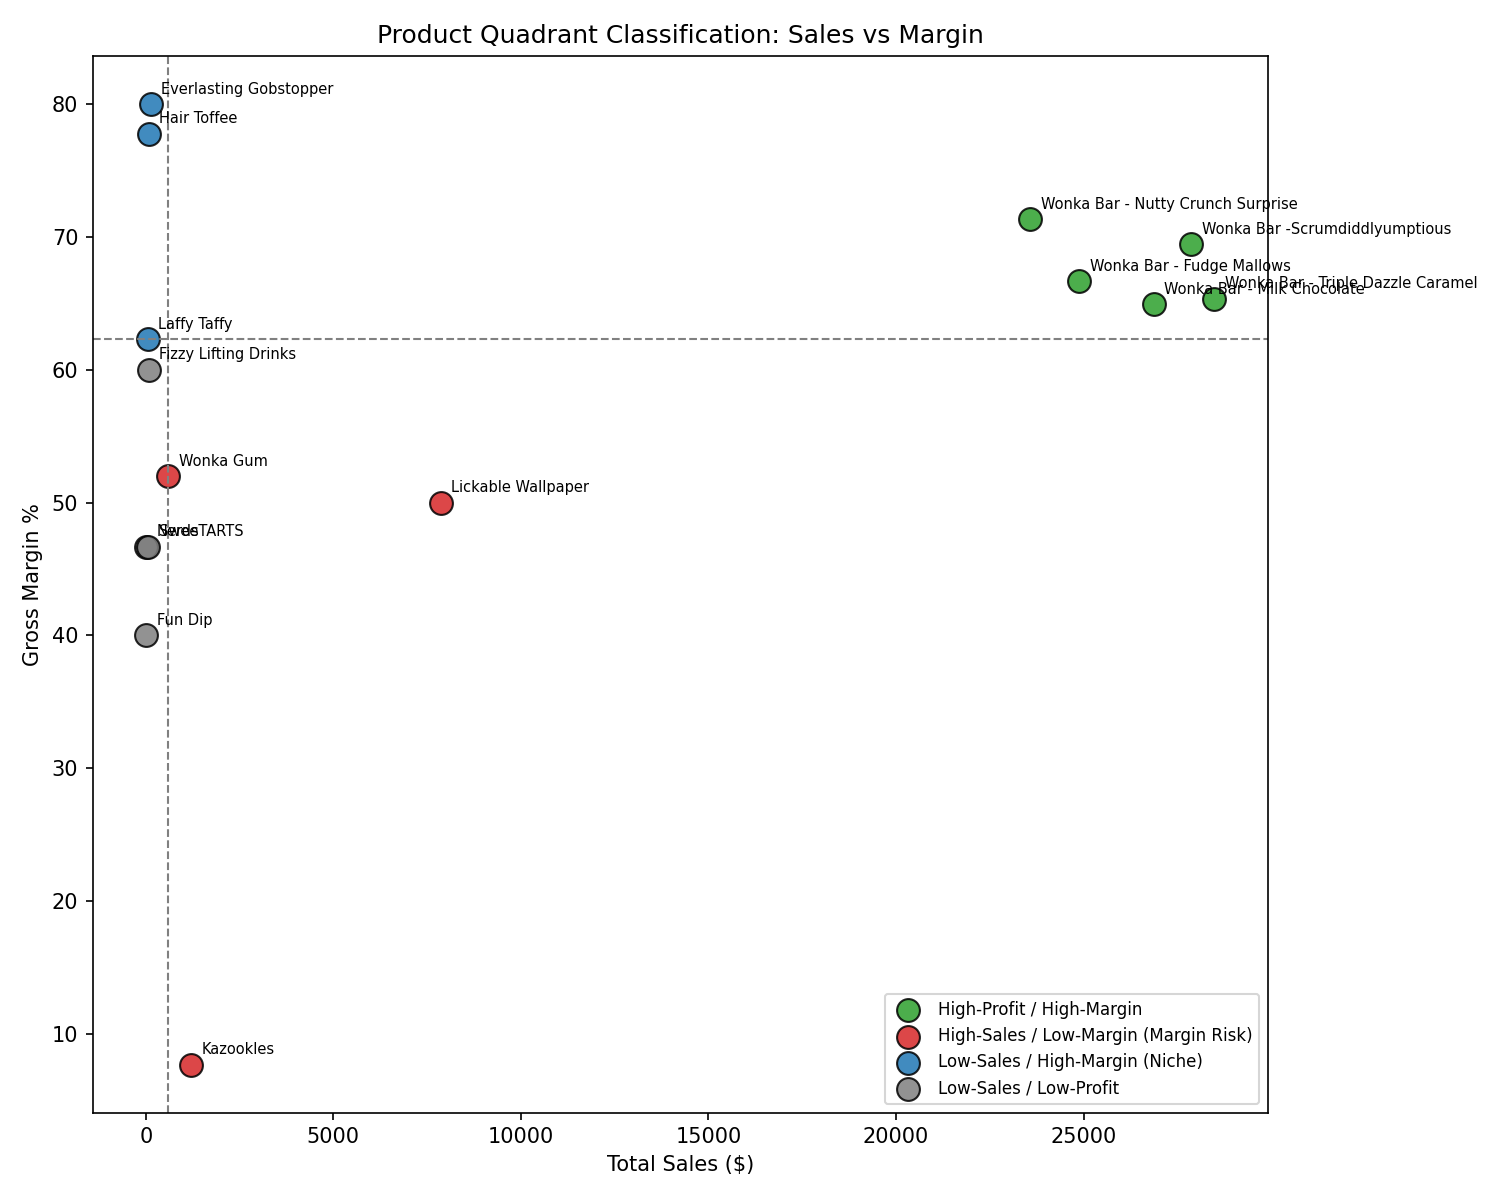 Product Quadrant Classification: Sales vs Margin
Gross Margin %
80
70
60
50
40
30
20
10
Everlasting Gobstopper
Hair Toffee
Wonka Bar - Nutty Crunch Surprise
Wonka Bar -Scrumdiddlyumptious
Wonka Bar - Fudge Mallows
Wonka Bar - Triple Dazzle Caramel
Wonka Bar - Milk Chocolate
Laffy Taffy
Fizzy Lifting Drinks
Wonka Gum
Lickable Wallpaper
Nerds
SweeTARTS
Fun Dip
Kazookles
High-Profit / High-Margin
High-Sales / Low-Margin (Margin Risk)
Low-Sales / High-Margin (Niche)
Low-Sales / Low-Profit
0
5000
10000
15000
20000
25000
Total Sales ($)